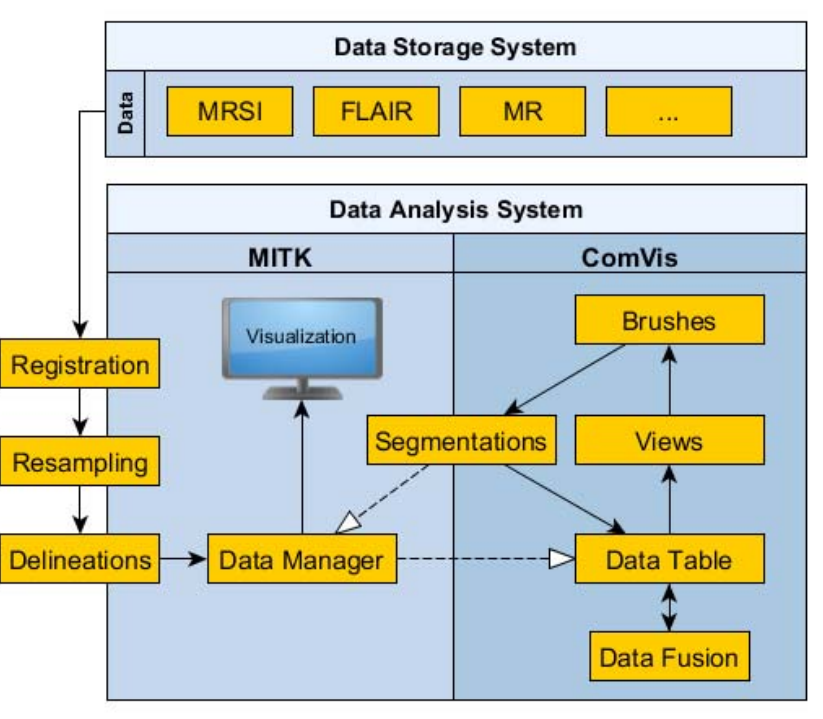 Data Storage System
Data
MRSI
FLAIR
MR
...
Data Analysis System
MITK
ComVis
Visualization
Brushes
Registration
Segmentations
Views
Resampling
Delineations
Data Manager
Data Table
Data Fusion